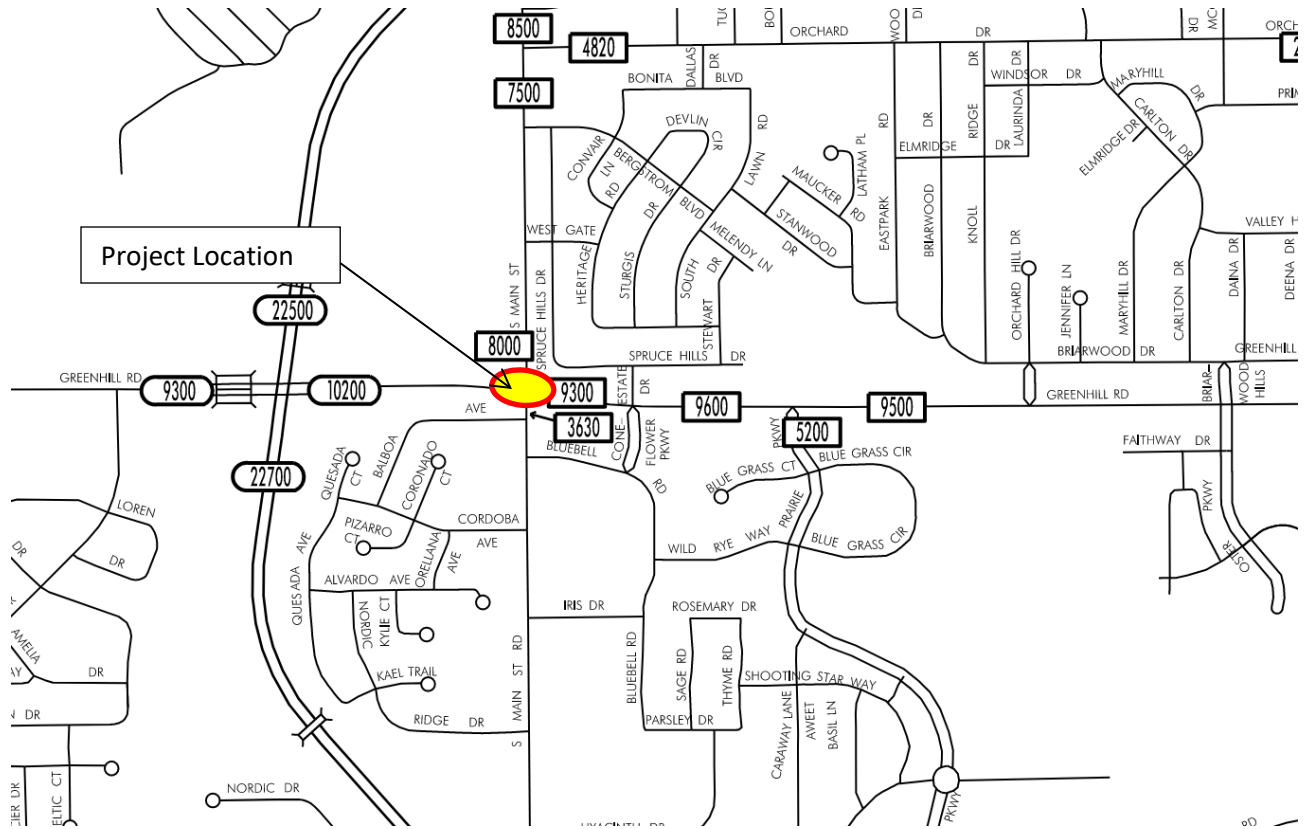 8500
4820
ORCHARD DR
7500
BONITA BLVD
DALLAS DR
WINDSOR DR
MARYHILL DR
DEVLIN CIR
CONVAIR LN
BERGSTROM BLVD
LAWN RD
LATHAM PL
MAUCKER RD
ELMRIDGE DR
LAURINDA DR
RIDGE DR
KNOLL
BRIARWOOD DR
EASTPARK RD
ELMRIDGE DR
CARLTON DR
STANWOOD DR
MELENDY LN
WEST GATE
HERITAGE RD
STURGIS DR
SOUTH
STEWART DR
S MAIN ST
SPRUCE HILLS DR
Project Location
22500
8000
SPRUCE HILLS DR
ORCHARD HILL DR
JENNIFER LN
MARYHILL DR
CARLTON DR
DAINA DR
DEENA DR
VALLEY H
BRIARWOOD DR
GREENHILL
GREENHILL RD
9300
10200
9300
ESTATE DR
9600
9500
GREENHILL RD
BRIAR-
WOOD
HILLS
AVE
3630
BLUEBELL RD
CONE-
FLOWER
PKWY
PKWY
5200
FAITHWAY DR
22700
QUESADA CT
BALBOA
CORONADO CT
BLUE GRASS CT
BLUE GRASS CIR
PRAIRIE
LOREN
DR
PIZARRO CT
CORDOBA AVE
WILD RYE WAY
BLUE GRASS CIR
OSTER PKWY
DR
QUESADA AVE
ALVARDO AVE
ORELLANA AVE
NORDIC
KYLIE CT
IRIS DR
ROSEMARY DR
AMELIA
DR
KAEL TRAIL
S MAIN ST RD
BLUEBELL RD
SAGE RD
THYME RD
SHOOTING STAR WAY
RIDGE DR
PARSLEY DR
CARAWAY LANE
AWEET
BASIL LN
DR
NORDIC DR
PKWY
HYACINTH DR
RD